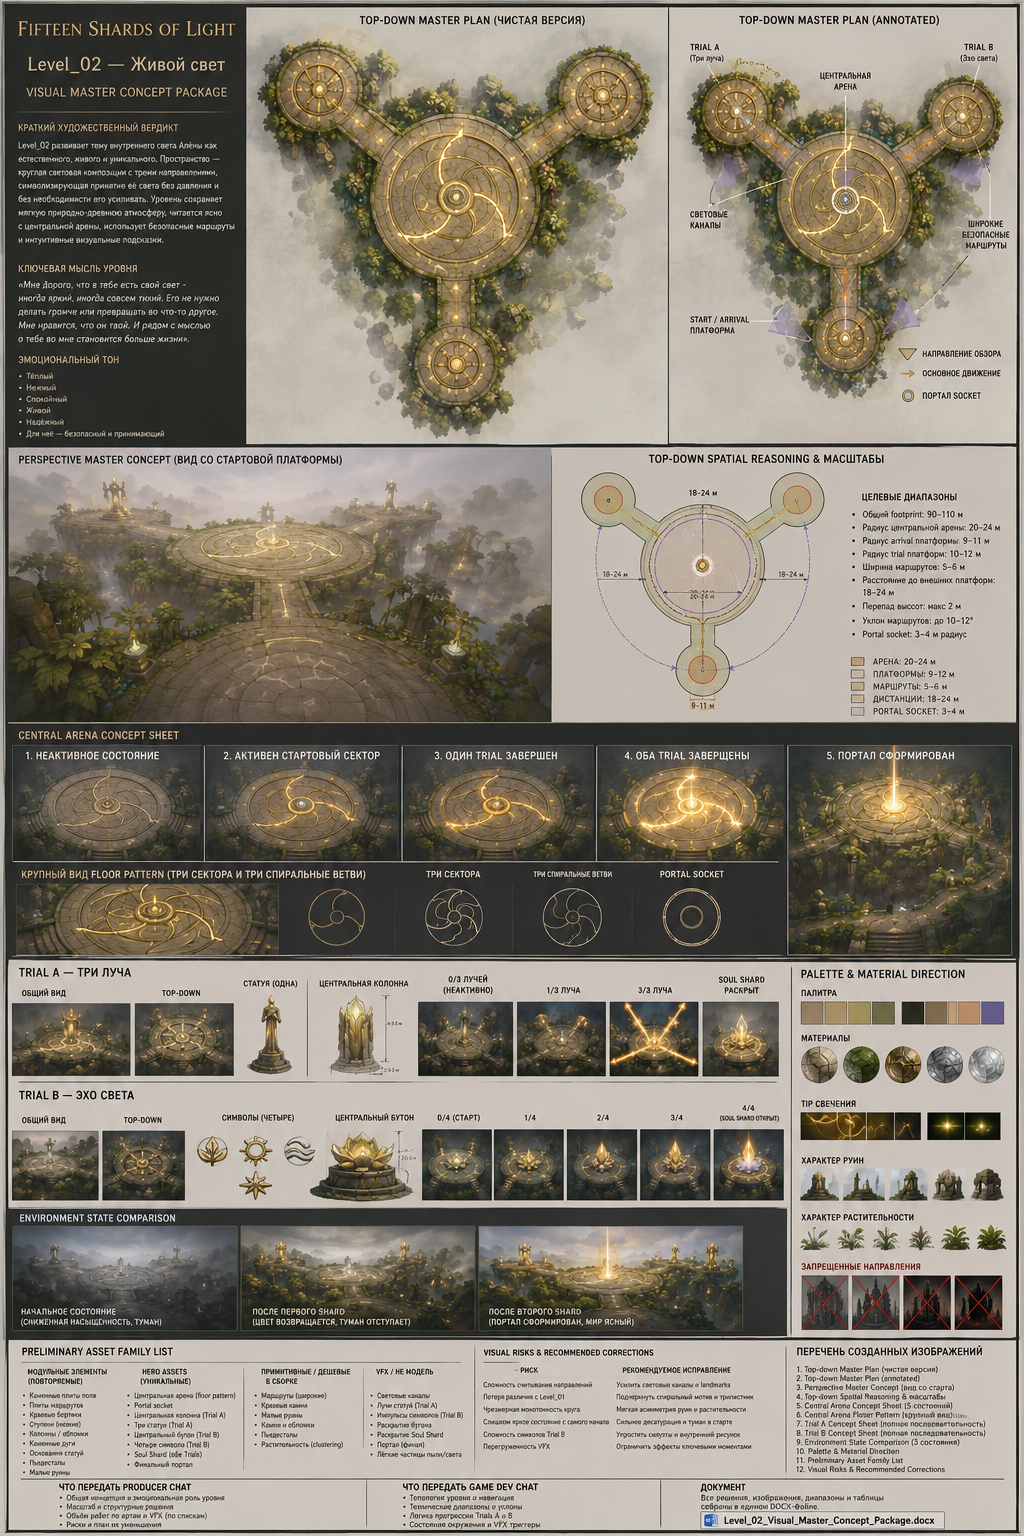 FIFTEEN SHARDS OF LIGHT
Level_02 — Живой свет
VISUAL MASTER CONCEPT PACKAGE
КРАТКИЙ ХУДОЖЕСТВЕННЫЙ ВЕРДИКТ
Level_02 развивает тему внутреннего света Алёны как
естественного, живого и уникального. Пространство —
круглая световая композиции с тремя направлениями,
символизирующая принятие её света без давления и
без необходимости его усиливать. Уровень сохраняет
мягкую природно-древнюю атмосферу, читается ясно
с центральной арены, использует безопасные маршруты
и интуитивные визуальные подсказки.
КЛЮЧЕВАЯ МЫСЛЬ УРОВНЯ
«Мне дорого, что в тебе есть свой свет -
иногда яркий, иногда совсем тихий. Его не нужно
делать громче или превращать во что-то другое.
Мне нравится, что он твой. И рядом с мыслью
о тебе во мне становится больше жизни».
ЭМОЦИОНАЛЬНЫЙ ТОН
• Тёплый
• Нежный
• Спокойный
• Живой
• Надёжный
• Для неё — безопасный и принимающий
TOP-DOWN MASTER PLAN (ЧИСТАЯ ВЕРСИЯ)
TOP-DOWN MASTER PLAN (ANNOTATED)
TRIAL A
(Три луча)
ЦЕНТРАЛЬНАЯ
АРЕНА
TRIAL B
(Эхо света)
СВЕТОВЫЕ
КАНАЛЫ
ШИРОКИЕ
БЕЗОПАСНЫЕ
МАРШРУТЫ
START / ARRIVAL
ПЛАТФОРМА
НАПРАВЛЕНИЕ ОБЗОРА
ОСНОВНОЕ ДВИЖЕНИЕ
ПОРТАЛ SOCKET
PERSPECTIVE MASTER CONCEPT (ВИД СО СТАРТОВОЙ ПЛАТФОРМЫ)
TOP-DOWN SPATIAL REASONING & МАСШТАБЫ
18-24 м
18-24 м
18-24 м
9-11 м
ЦЕЛЕВЫЕ ДИАПАЗОНЫ
• Общий footprint: 90-110 м
• Радиус центральной арены: 20-24 м
• Радиус arrival платформы: 9-11 м
• Радиус trial платформ: 10-12 м
• Ширина маршрутов: 5-6 м
• Расстояние до внешних платформ:
18-24 м
• Перепад высот: макс 2 м
• Уклон маршрутов: до 10-12°
• Portal socket: 3-4 м радиус
АРЕНА: 20-24 м
ПЛАТФОРМЫ: 9-12 м
МАРШРУТЫ: 5-6 м
ДИСТАНЦИИ: 18-24 м
PORTAL SOCKET: 3-4 м
CENTRAL ARENA CONCEPT SHEET
1. НЕАКТИВНОЕ СОСТОЯНИЕ
2. АКТИВЕН СТАРТОВЫЙ СЕКТОР
3. ОДИН TRIAL ЗАВЕРШЕН
4. ОБА TRIAL ЗАВЕРЩЕНЫ
5. ПОРТАЛ СФОРМИРОВАН
КРУПНЫЙ ВИД FLOOR PATTERN (ТРИ СЕКТОРА И ТРИ СПИРАЛЬНЫЕ ВЕТВИ)
ТРИ СЕКТОРА
ТРИ СПИРАЛЬНЫЕ ВЕТВИ
PORTAL SOCKET
TRIAL A — ТРИ ЛУЧА
ОБЩИЙ ВИД
TOP-DOWN
СТАТУЯ (ОДНА)
ЦЕНТРАЛЬНАЯ КОЛОННА
0/3 ЛУЧЕЙ
(НЕАКТИВНО)
1/3 ЛУЧА
3/3 ЛУЧА
SOUL SHARD
РАСКРЫТ
TRIAL B — ЭХО СВЕТА
ОБЩИЙ ВИД
TOP-DOWN
СИМВОЛЫ (ЧЕТЫРЕ)
ЦЕНТРАЛЬНЫЙ БУТОН
0/4 (СТАРТ)
1/4
2/4
3/4
4/4
(SOUL SHARD ОТКРЫТ)
PALETTE & MATERIAL DIRECTION
ПАЛИТРА
МАТЕРИАЛЫ
TIP СВЕЧЕНИЯ
ХАРАКТЕР РУИН
ХАРАКТЕР РАСТИТЕЛЬНОСТИ
ЗАПРЕЩЕННЫЕ НАПРАВЛЕНИЯ
ENVIRONMENT STATE COMPARISON
НАЧАЛЬНОЕ СОСТОЯНИЕ
(СНИЖЕННАЯ НАСЫЩЕННОСТЬ, ТУМАН)
ПОСЛЕ ПЕРВОГО SHARD
(ЦВЕТ ВОЗВРАЩАЕТСЯ, ТУМАН ОТСТУПАЕТ)
ПОСЛЕ ВТОРОГО SHARD
(ПОРТАЛ СФОРМИРОВАН, МИР ЯСНЫЙ)
PRELIMINARY ASSET FAMILY LIST
МОДУЛЬНЫЕ ЭЛЕМЕНТЫ
(ПОВТОРЯЕМЫЕ)
• Каменные плиты пола
• Плиты маршрутов
• Краевые бортики
• Ступени (низкие)
• Колонны / обломки
• Каменные дуги
• Основания статуй
• Пьедесталы
• Малые руины
HERO ASSETS
(УНИКАЛЬНЫЕ)
• Центральная арена (floor pattern)
• Portal socket
• Центральная колонна (Trial A)
• Три статуи (Trial A)
• Центральный бутон (Trial B)
• Четыре символа (Trial B)
• Soul Shard (обе Trials)
• Финальный портал
ПРИМИТИВНЫЕ / ДЕШЕВЫЕ
В СБОРКЕ
• Маршруты (широкие)
• Краевые камни
• Малые руины
• Пьедесталы
• Растительность (clustering)
VFX / НЕ МОДЕЛЬ
• Световые каналы
• Лучи статуй (Trial A)
• Импульсы символов (Trial B)
• Раскрытие бутона
• Раскрытие Soul Shard
• Портал (финал)
• Лёгкие частицы пыли/света
VISUAL RISKS & RECOMMENDED CORRECTIONS
РИСК
Сложность считывания направлений
Потеря различия с Level_01
Чрезмерная монотонность круга
Слишком яркое состояние с самого начала
Сложность символов Trial B
Перегруженность VFX
РЕКОМЕНДУЕМОЕ ИСПРАВЛЕНИЕ
Усилить световые каналы и landmarks
Подчеркнуть спиральный мотив и трилистник
Мягкая асимметрия руин и растительности
Сильнее десатурация и туман в старте
Упростить силуэты и внутренний рисунок
Ограничить эффекты ключевыми моментами
ПЕРЕЧЕНЬ СОЗДАННЫХ ИЗОБРАЖЕНИЙ
1. Top-down Master Plan (чистая версия)
2. Top-down Master Plan (annotated)
3. Perspective Master Concept (вид со старта)
4. Top-down Spatial Reasoning & масштабы
5. Central Arena Concept Sheet (5 состояний)
6. Central Arena Floor Pattern (крупный вид)
7. Trial A Concept Sheet (полная последовательность)
8. Trial B Concept Sheet (полная последовательность)
9. Environment State Comparison (3 состояния)
10. Palette & Material Direction
11. Preliminary Asset Family List
12. Visual Risks & Recommended Corrections
ЧТО ПЕРЕДАТЬ PRODUCER CHAT
• Общая концепция и эмоциональная роль уровня
• Масштаб и структурные решения
• Объём работ по артам и VFX (по спискам)
• Риски и план их уменьшения
ЧТО ПЕРЕДАТЬ GAME DEV CHAT
• Топология уровня и навигация
• Технические диапазоны и уклоны
• Логика прогрессии Trials A и B
• Состояния окружения и VFX триггеры
ДОКУМЕНТ
Все решения, изображения, диапазоны и таблицы
собраны в едином DOCX-файле.
Level_02_Visual_Master_Concept_Package.docx